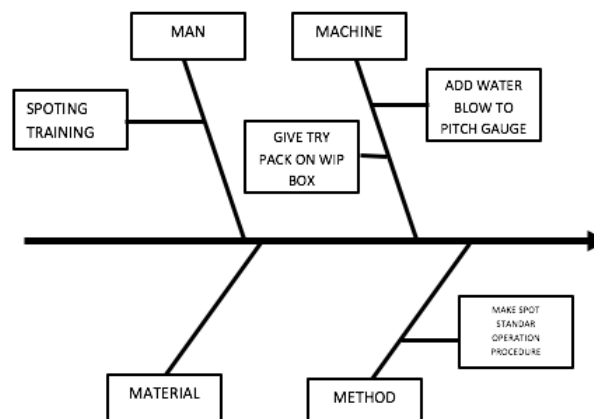 MAN
MACHINE
SPOTING
TRAINING
ADD WATER
BLOW TO
PITCH GAUGE
GIVE TRY
PACK ON WIP
BOX
MAKE SPOT
STANDAR
OPERATION
PROCEDURE
MATERIAL
METHOD